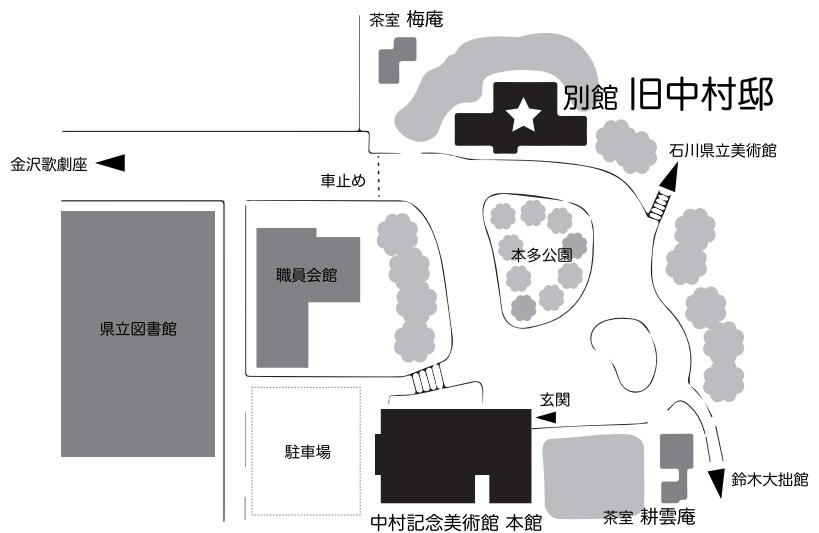 茶室 梅庵
別館 旧中村邸
石川県立美術館
金沢歌劇座
車止め
本多公園
職員会館
県立図書館
玄関
駐車場
鈴木大拙館
茶室 耕雲庵
中村記念美術館 本館